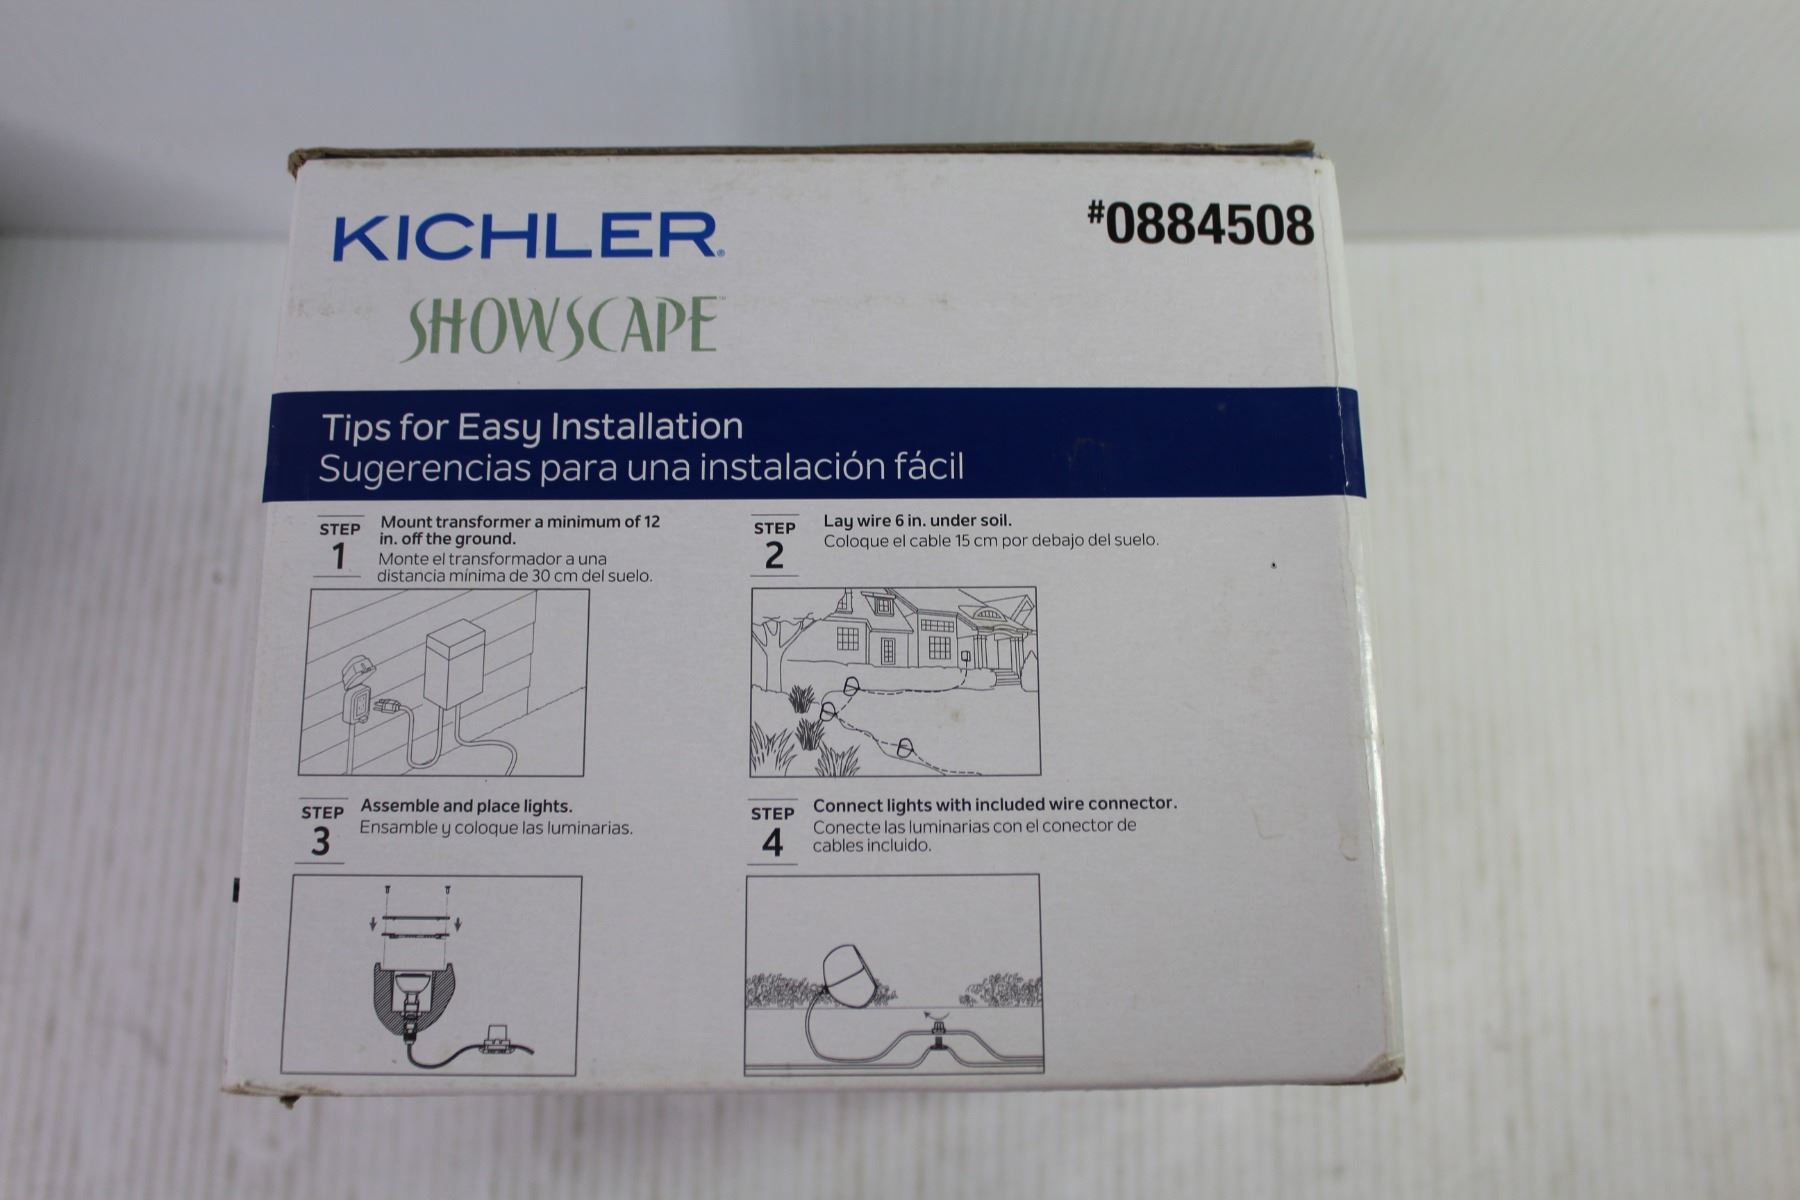 KICHLER®
#0884508
SHOWSCAPE™
Tips for Easy Installation
Sugerencias para una instalación fácil
STEP
1
Mount transformer a minimum of 12
in. off the ground.
Monte el transformador a una
distancia mínima de 30 cm del suelo.
STEP
2
Lay wire 6 in. under soil.
Coloque el cable 15 cm por debajo del suelo.
STEP
3
Assemble and place lights.
Ensamble y coloque las luminarias.
STEP
4
Connect lights with included wire connector.
Conecte las luminarias con el conector de
cables incluido.